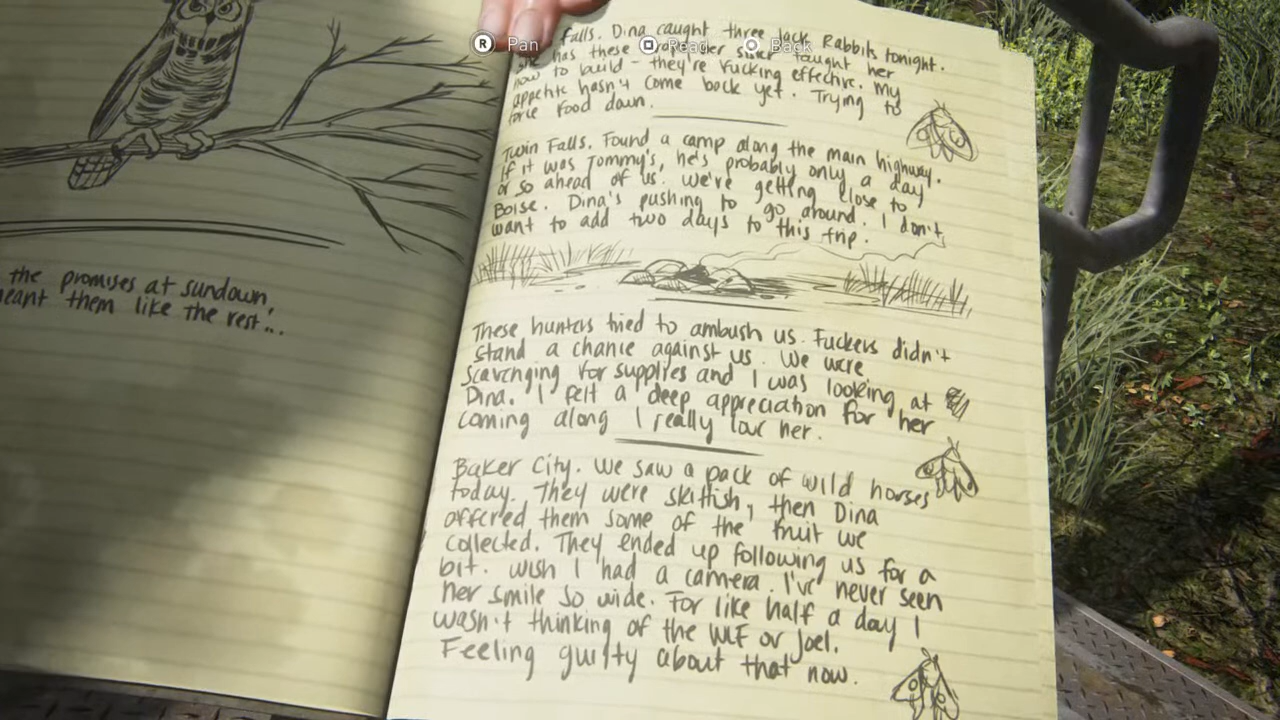 the promises at sundown,
meant them like the rest...
R Pan Read Back
Falls. Dina caught three Jack Rabbits tonight.
She has these her sister taught her
how to build - they're fucking effective. My
appetite hasn't come back yet. Trying to
force food down.
Twin Falls. Found a camp along the main highway.
If it was Tommy's, he's probably only a day
or so ahead of us. We're getting close to
Boise. Dina's pushing to go around. I don't
want to add two days to this trip.
These hunters tried to ambush us. Fuckers didn't
stand a chance against us. We were
scavenging for supplies and I was looking at
Dina. I felt a deep appreciation for her
coming along I really love her.
Baker City. We saw a pack of wild horses
today. They were skittish, then Dina
offered them some of the fruit we
collected. They ended up following us for a
bit. Wish I had a camera. I've never seen
her smile so wide. For like half a day I
wasn't thinking of the WLF or Joel.
Feeling guilty about that now.